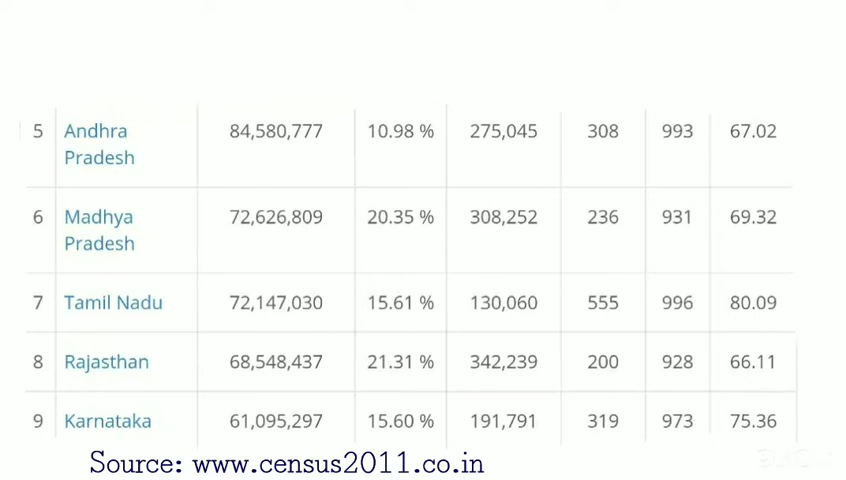 5 Andhra Pradesh 84,580,777 10.98 % 275,045 308 993 67.02
6 Madhya Pradesh 72,626,809 20.35 % 308,252 236 931 69.32
7 Tamil Nadu 72,147,030 15.61 % 130,060 555 996 80.09
8 Rajasthan 68,548,437 21.31 % 342,239 200 928 66.11
9 Karnataka 61,095,297 15.60 % 191,791 319 973 75.36
Source: www.census2011.co.in